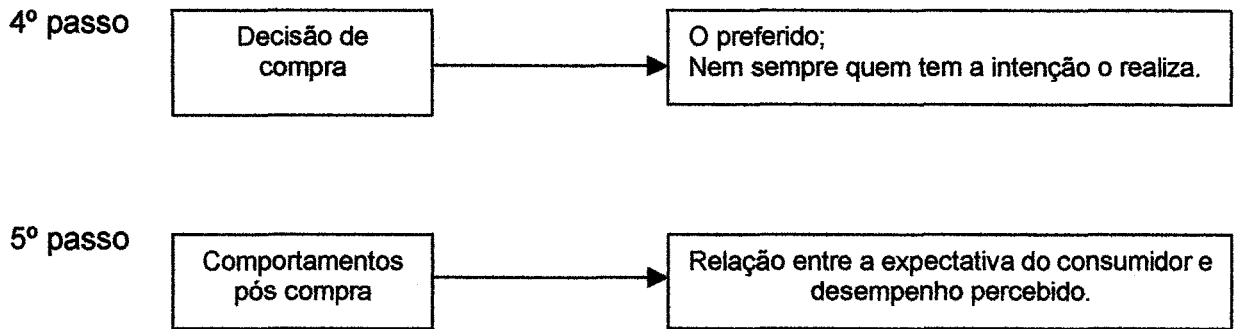 4º passo
Decisão de
compra
O preferido;
Nem sempre quem tem a intenção o realiza.
5º passo
Comportamentos
pós compra
Relação entre a expectativa do consumidor e
desempenho percebido.